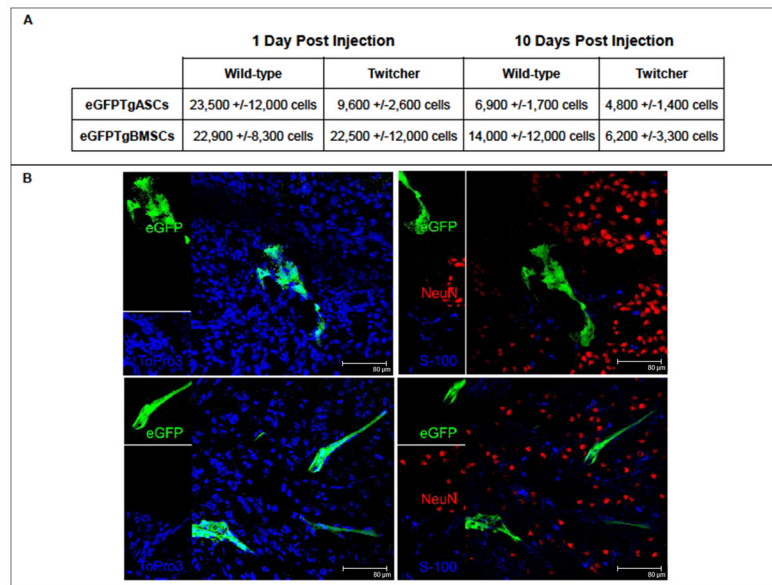 A
1 Day Post Injection 10 Days Post Injection
Wild-type Twitcher Wild-type Twitcher
eGFPTgASCs 23,500 +/-12,000 cells 9,600 +/-2,600 cells 6,900 +/-1,700 cells 4,800 +/-1,400 cells
eGFPTgBMSCs 22,900 +/-8,300 cells 22,500 +/-12,000 cells 14,000 +/-12,000 cells 6,200 +/-3,300 cells
B
eGFP eGFP
NeuN
ToPro3 80 µm S-100 80 µm
eGFP eGFP
NeuN
ToPro3 80 µm S-100 80 µm